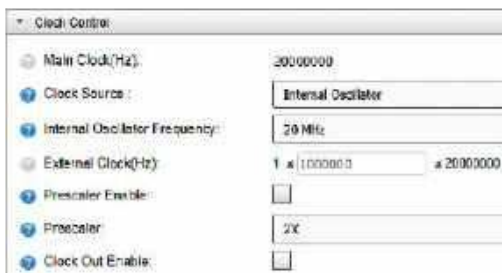 Clock Control
Main Clock(Hz): 20000000
Clock Source : Internal Oscillator
Internal Oscillator Frequency: 20 MHz
External Clock(Hz): 1 x 1000000 ≤ 20000000
Prescaler Enable:
Prescaler: 2X
Clock Out Enable: